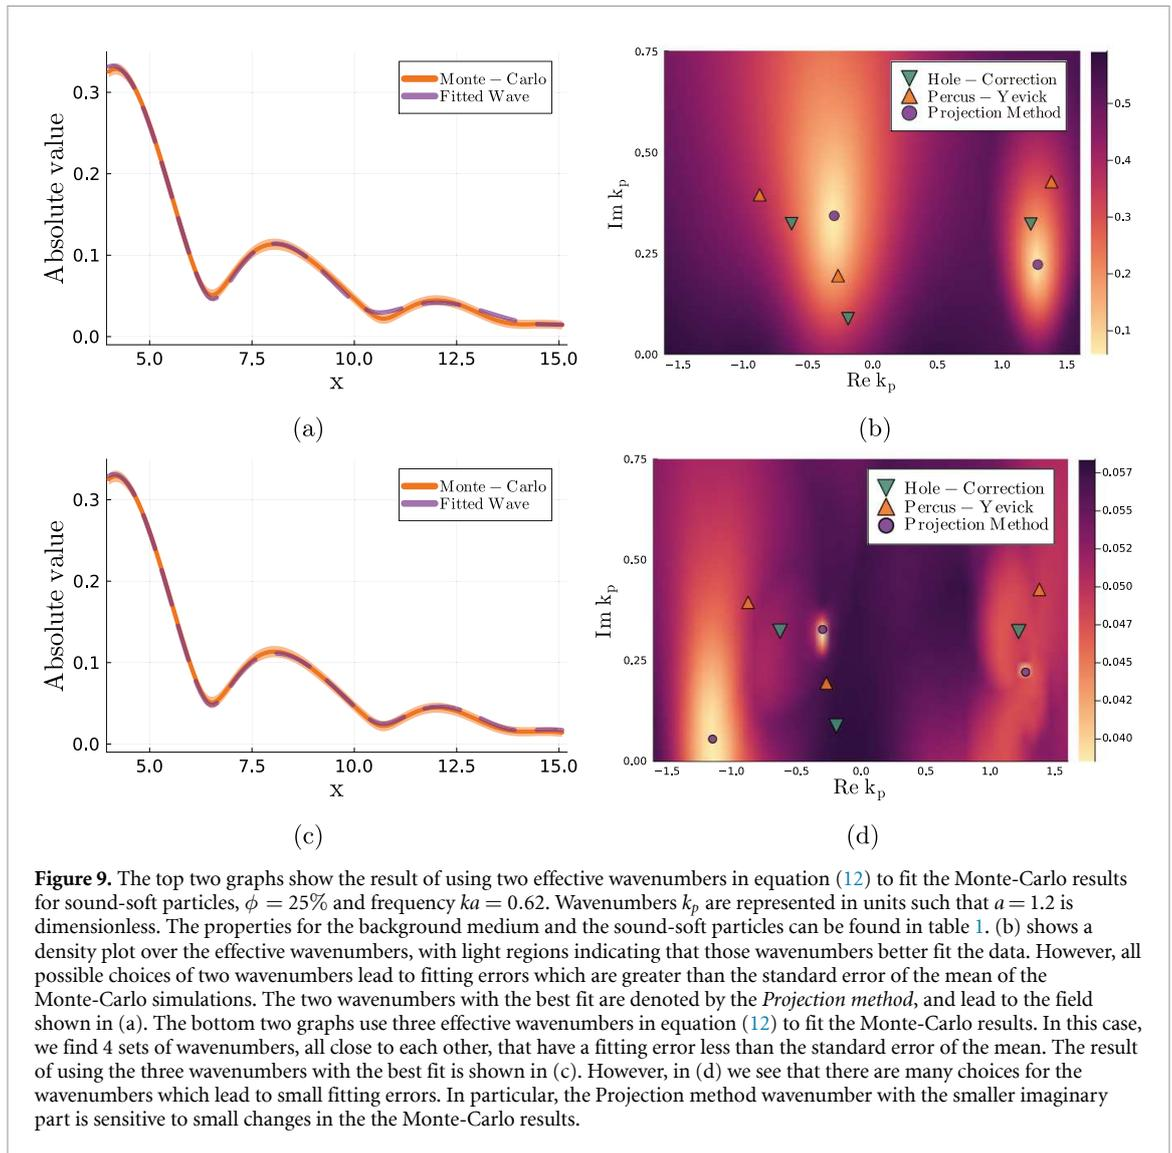 Absolute value
0.3
0.2
0.1
0.0
Monte – Carlo
Fitted Wave
5.0 7.5 10.0 12.5 15.0
x
(a)
Im kp
0.75
0.50
0.25
0.00
Hole – Correction
Percus – Yevick
Projection Method
−1.5 −1.0 −0.5 0.0 0.5 1.0 1.5
Re kp
0.5
0.4
0.3
0.2
0.1
(b)
Absolute value
0.3
0.2
0.1
0.0
Monte – Carlo
Fitted Wave
5.0 7.5 10.0 12.5 15.0
x
(c)
Im kp
0.75
0.50
0.25
0.00
Hole – Correction
Percus – Yevick
Projection Method
−1.5 −1.0 −0.5 0.0 0.5 1.0 1.5
Re kp
0.057
0.055
0.052
0.050
0.047
0.045
0.042
0.040
(d)
Figure 9. The top two graphs show the result of using two effective wavenumbers in equation (12) to fit the Monte-Carlo results
for sound-soft particles, ϕ = 25% and frequency ka = 0.62. Wavenumbers kp are represented in units such that a = 1.2 is
dimensionless. The properties for the background medium and the sound-soft particles can be found in table 1. (b) shows a
density plot over the effective wavenumbers, with light regions indicating that those wavenumbers better fit the data. However, all
possible choices of two wavenumbers lead to fitting errors which are greater than the standard error of the mean of the
Monte-Carlo simulations. The two wavenumbers with the best fit are denoted by the Projection method, and lead to the field
shown in (a). The bottom two graphs use three effective wavenumbers in equation (12) to fit the Monte-Carlo results. In this case,
we find 4 sets of wavenumbers, all close to each other, that have a fitting error less than the standard error of the mean. The result
of using the three wavenumbers with the best fit is shown in (c). However, in (d) we see that there are many choices for the
wavenumbers which lead to small fitting errors. In particular, the Projection method wavenumber with the smaller imaginary
part is sensitive to small changes in the the Monte-Carlo results.